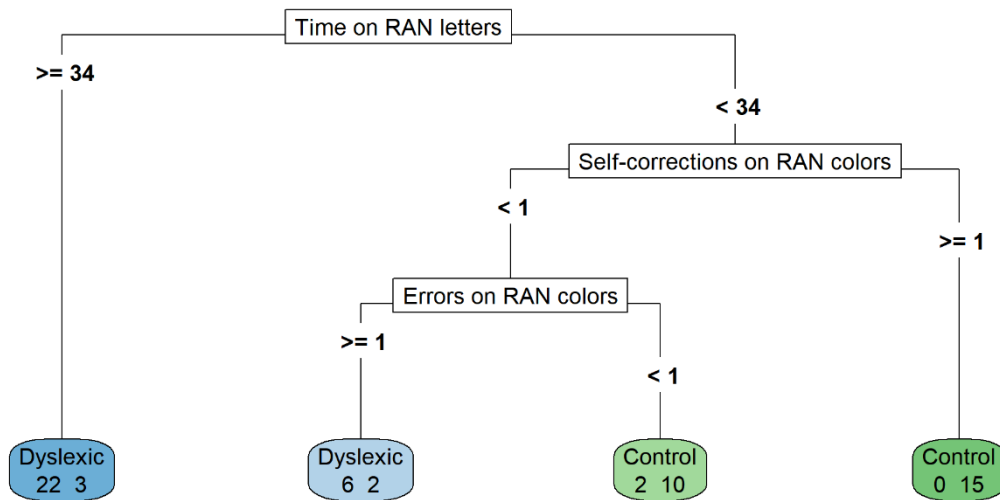 Time on RAN letters
>= 34
< 34
Self-corrections on RAN colors
< 1
>= 1
Errors on RAN colors
>= 1
< 1
Dyslexic
22 3
Dyslexic
6 2
Control
2 10
Control
0 15